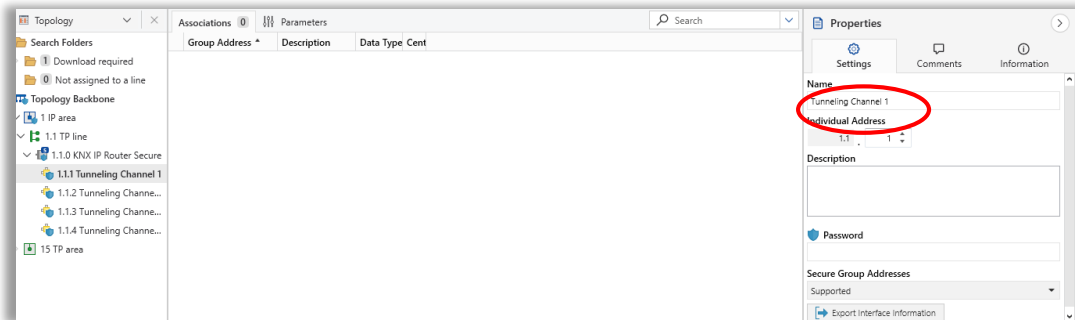 Topology
Search Folders
1 Download required
0 Not assigned to a line
Topology Backbone
1 IP area
1.1 TP line
1.1.0 KNX IP Router Secure
1.1.1 Tunneling Channel 1
1.1.2 Tunneling Channe...
1.1.3 Tunneling Channe...
1.1.4 Tunneling Channe...
15 TP area
Associations 0 Parameters
Search
Group Address Description Data Type Cent
Properties
Settings Comments Information
Name
Tunneling Channel 1
Individual Address
1.1 . 1
Description
Password
Secure Group Addresses
Supported
Export Interface Information